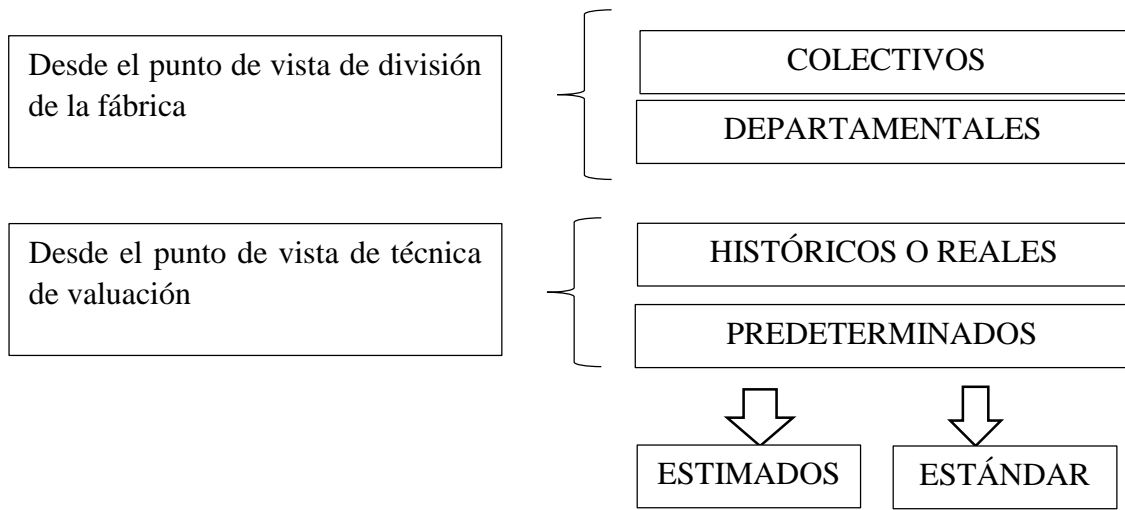 Desde el punto de vista de división
de la fábrica
COLECTIVOS
DEPARTAMENTALES
Desde el punto de vista de técnica
de valuación
HISTÓRICOS O REALES
PREDETERMINADOS
ESTIMADOS
ESTÁNDAR